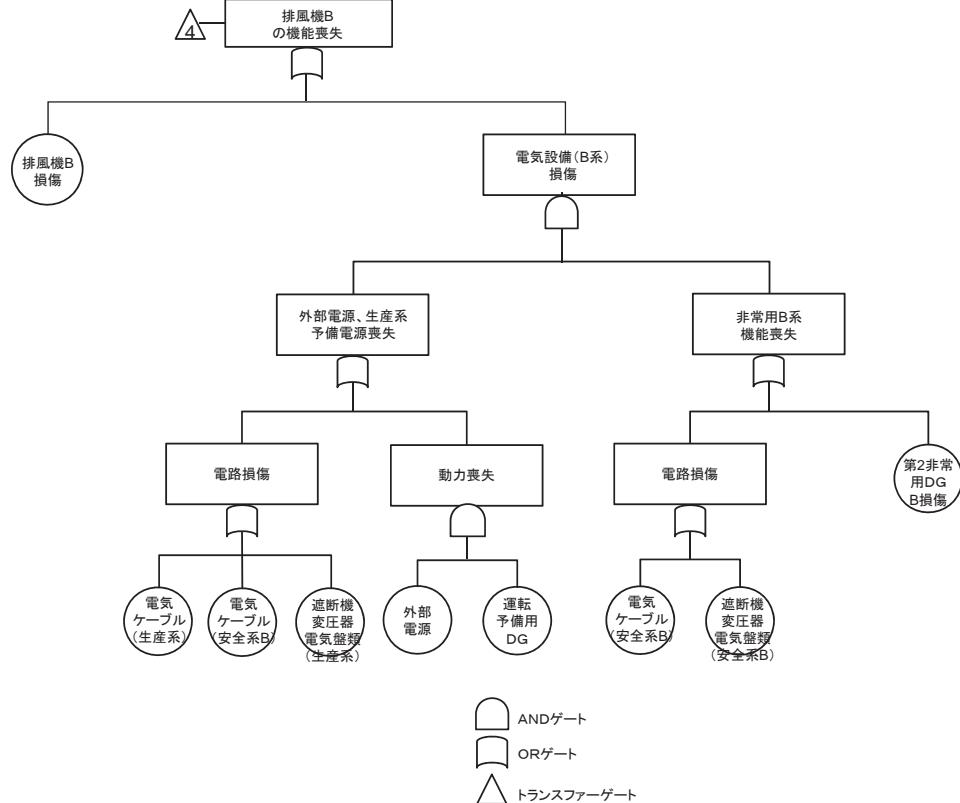 4
排風機B
の機能喪失
排風機B
損傷
電気設備(B系)
損傷
外部電源、生産系
予備電源喪失
非常用B系
機能喪失
電路損傷
動力喪失
電路損傷
第2非常
用DG
B損傷
電気
ケーブル
(生産系)
電気
ケーブル
(安全系B)
遮断機
変圧器
電気盤類
(生産系)
外部
電源
運転
予備用
DG
電気
ケーブル
(安全系B)
遮断機
変圧器
電気盤類
(安全系B)
ANDゲート
ORゲート
トランスファーゲート